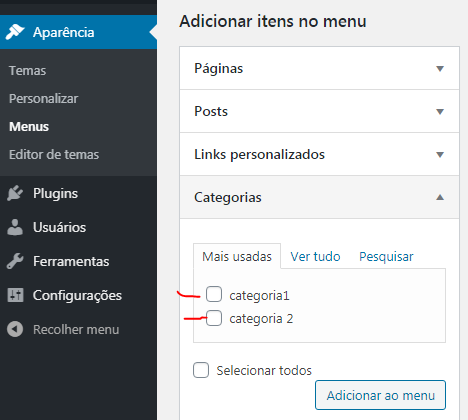 Aparência
Temas
Personalizar
Menus
Editor de temas
Plugins
Usuários
Ferramentas
Configurações
Recolher menu
Adicionar itens no menu
Páginas
Posts
Links personalizados
Categorias
Mais usadas Ver tudo Pesquisar
categoria1
categoria 2
Selecionar todos
Adicionar ao menu